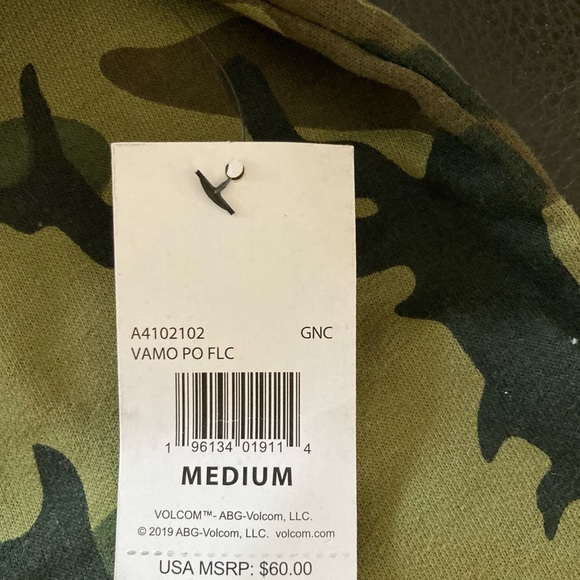 A4102102 GNC
VAMO PO FLC
1 96134 01911 4
MEDIUM
VOLCOM™- ABG-Volcom, LLC.
© 2019 ABG-Volcom, LLC. volcom.com
USA MSRP: $60.00